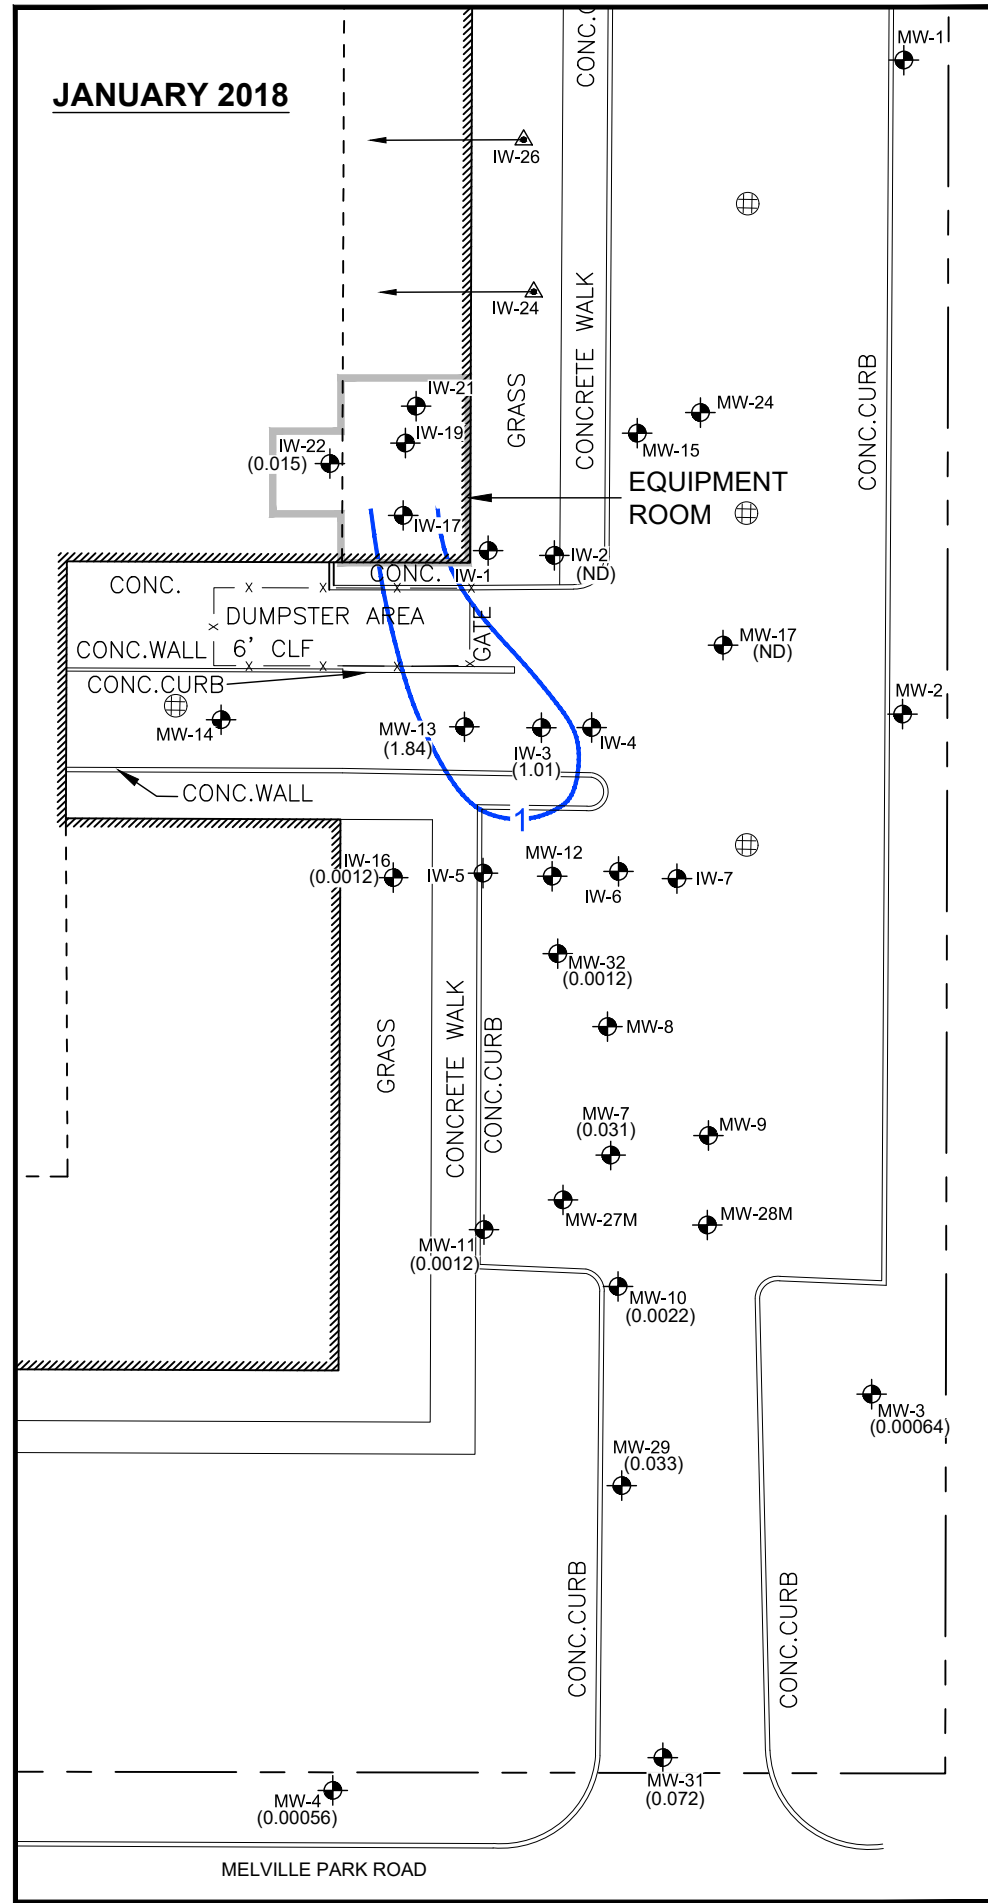 CONC.C
MW-1
JANUARY 2018
IW-26
IW-24
CONCRETE WALK
GRASS
CONC.CURB
IW-21
MW-24
IW-19
IW-22
(0.015)
MW-15
EQUIPMENT
ROOM
IW-17
IW-1
IW-2
(ND)
CONC.
CONC.
DUMPSTER AREA
6' CLF
GATE
CONC.WALL
CONC.CURB
MW-17
(ND)
MW-2
MW-14
MW-13
(1.84)
IW-3
(1.01)
IW-4
CONC.WALL
1
IW-16
(0.0012)
IW-5
MW-12
IW-6
IW-7
MW-32
(0.0012)
MW-8
GRASS
CONCRETE WALK
CONC.CURB
MW-7
(0.031)
MW-9
MW-27M
MW-28M
MW-11
(0.0012)
MW-10
(0.0022)
MW-3
(0.00064)
MW-29
(0.033)
CONC.CURB
CONC.CURB
MW-31
(0.072)
MW-4
(0.00056)
MELVILLE PARK ROAD